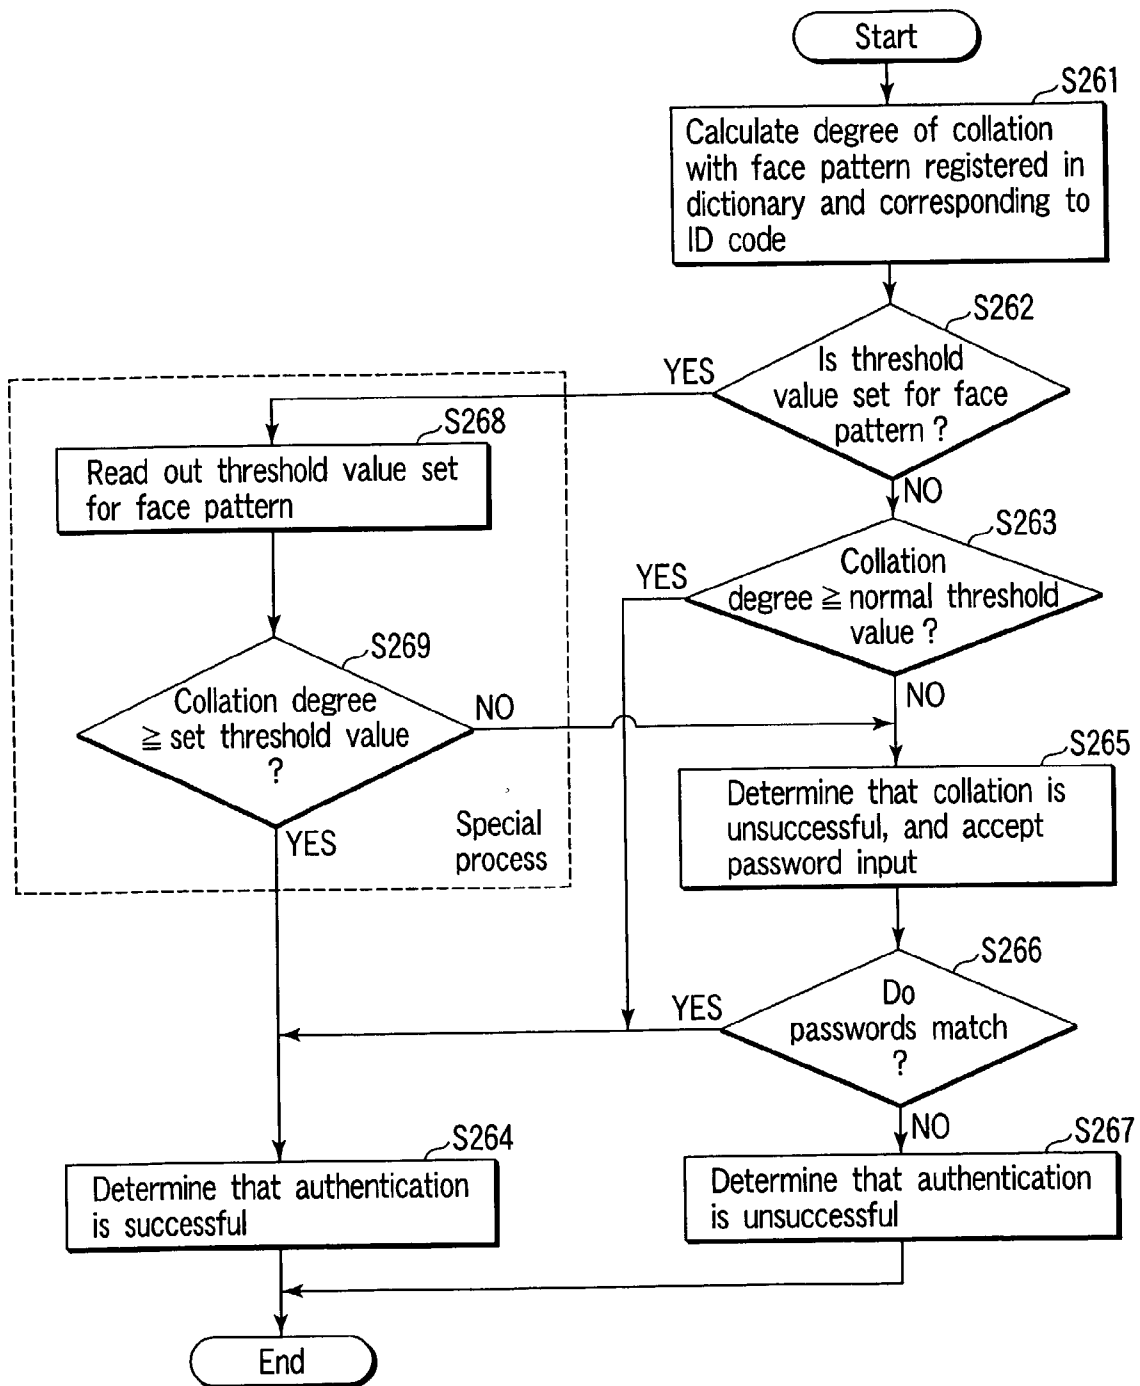 Start
S261
Calculate degree of collation
with face pattern registered in
dictionary and corresponding to
ID code
S262
Is threshold
value set for face
pattern ?
YES
NO
S268
Read out threshold value set
for face pattern
S263
Collation
degree ≧ normal threshold
value ?
YES
NO
S269
Collation degree
≧ set threshold value
?
NO
YES
Special
process
S265
Determine that collation is
unsuccessful, and accept
password input
S266
Do
passwords match
?
YES
NO
S264
Determine that authentication
is successful
S267
Determine that authentication
is unsuccessful
End